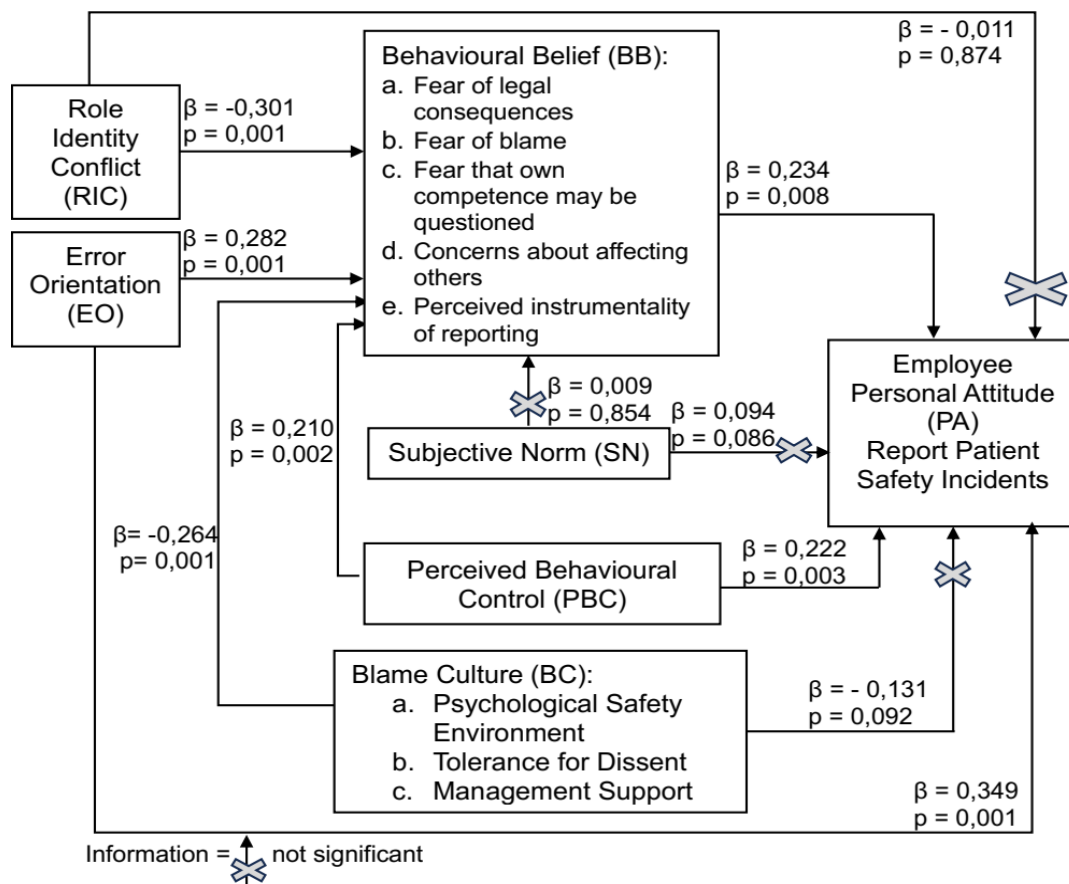 β = - 0,011
p = 0,874
Role
Identity
Conflict
(RIC)
β = -0,301
p = 0,001
Behavioural Belief (BB):
a. Fear of legal
consequences
b. Fear of blame
c. Fear that own
competence may be
questioned
d. Concerns about affecting
others
e. Perceived instrumentality
of reporting
β = 0,234
p = 0,008
Error
Orientation
(EO)
β = 0,282
p = 0,001
Employee
Personal Attitude
(PA)
Report Patient
Safety Incidents
β = 0,009
p = 0,854
β = 0,094
p = 0,086
Subjective Norm (SN)
β = 0,210
p = 0,002
β= -0,264
p= 0,001
Perceived Behavioural
Control (PBC)
β = 0,222
p = 0,003
Blame Culture (BC):
a. Psychological Safety
Environment
b. Tolerance for Dissent
c. Management Support
β = - 0,131
p = 0,092
β = 0,349
p = 0,001
Information = not significant